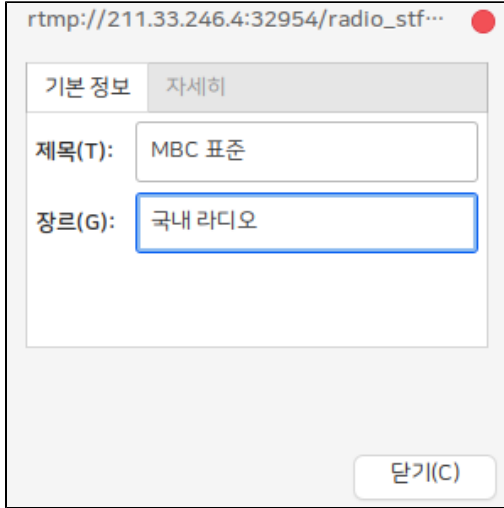 rtmp://211.33.246.4:32954/radio_stf…
기본 정보 자세히
제목(T): MBC 표준
장르(G): 국내 라디오
닫기(C)